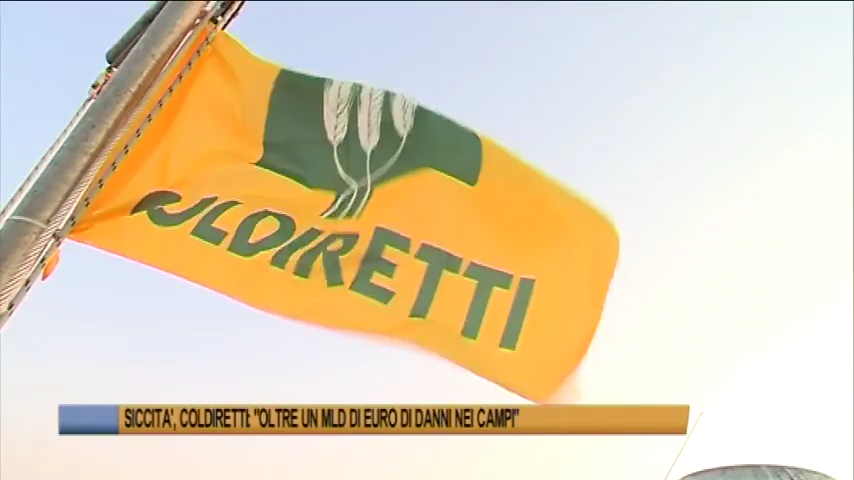 COLDIRETTI
SICCITA', COLDIRETTI: "OLTRE UN MLD DI EURO DI DANNI NEI CAMPI"